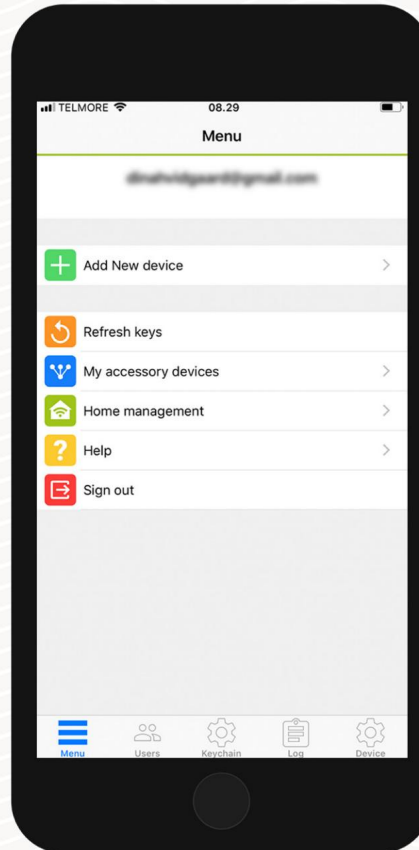 TELMORE 08.29
Menu
Add New device
Refresh keys
My accessory devices
Home management
Help
Sign out
Menu Users Keychain Log Device